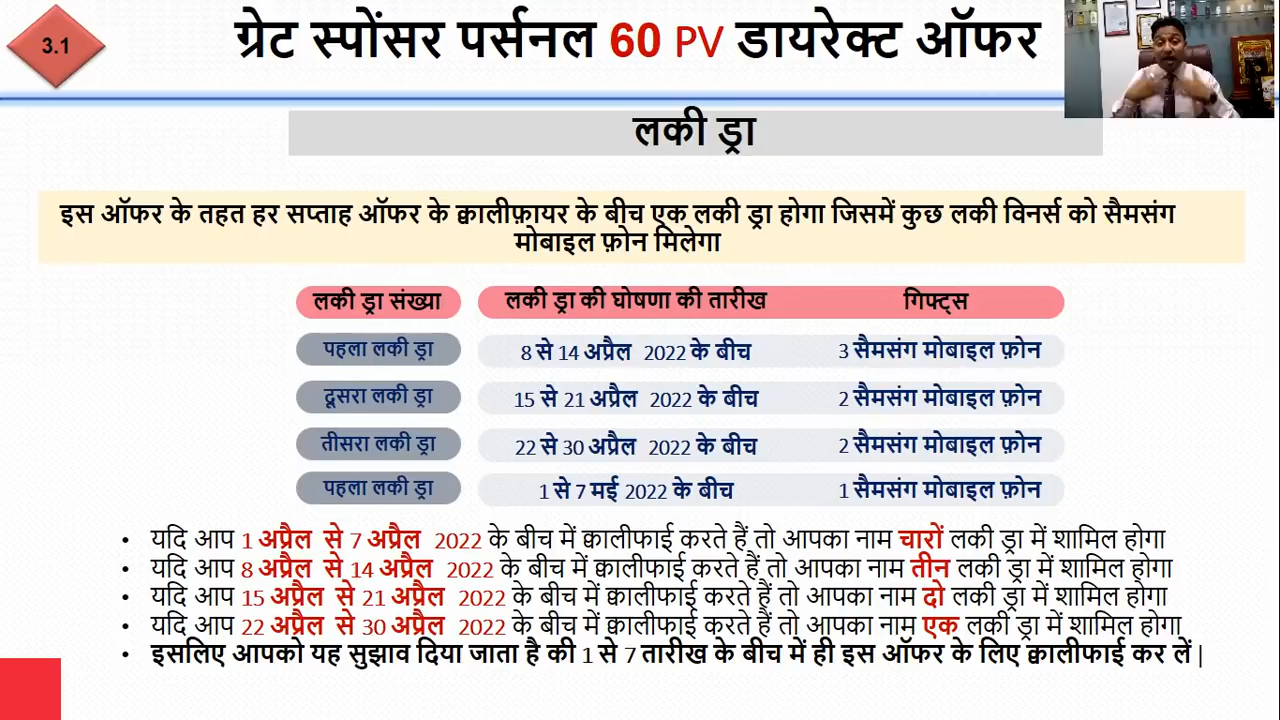 3.1
ग्रेट स्पोंसर पर्सनल 60 PV डायरेक्ट ऑफर
लकी ड्रा
इस ऑफर के तहत हर सप्ताह ऑफर के क्वालीफ़ायर के बीच एक लकी ड्रा होगा जिसमें कुछ लकी विनर्स को सैमसंग
मोबाइल फ़ोन मिलेगा
लकी ड्रा संख्या लकी ड्रा की घोषणा की तारीख गिफ्ट्स
पहला लकी ड्रा 8 से 14 अप्रैल 2022 के बीच 3 सैमसंग मोबाइल फ़ोन
दूसरा लकी ड्रा 15 से 21 अप्रैल 2022 के बीच 2 सैमसंग मोबाइल फ़ोन
तीसरा लकी ड्रा 22 से 30 अप्रैल 2022 के बीच 2 सैमसंग मोबाइल फ़ोन
पहला लकी ड्रा 1 से 7 मई 2022 के बीच 1 सैमसंग मोबाइल फ़ोन
• यदि आप 1 अप्रैल से 7 अप्रैल 2022 के बीच में क्वालीफाई करते हैं तो आपका नाम चारों लकी ड्रा में शामिल होगा
• यदि आप 8 अप्रैल से 14 अप्रैल 2022 के बीच में क्वालीफाई करते हैं तो आपका नाम तीन लकी ड्रा में शामिल होगा
• यदि आप 15 अप्रैल से 21 अप्रैल 2022 के बीच में क्वालीफाई करते हैं तो आपका नाम दो लकी ड्रा में शामिल होगा
• यदि आप 22 अप्रैल से 30 अप्रैल 2022 के बीच में क्वालीफाई करते हैं तो आपका नाम एक लकी ड्रा में शामिल होगा
• इसलिए आपको यह सुझाव दिया जाता है की 1 से 7 तारीख के बीच में ही इस ऑफर के लिए क्वालीफाई कर लें |